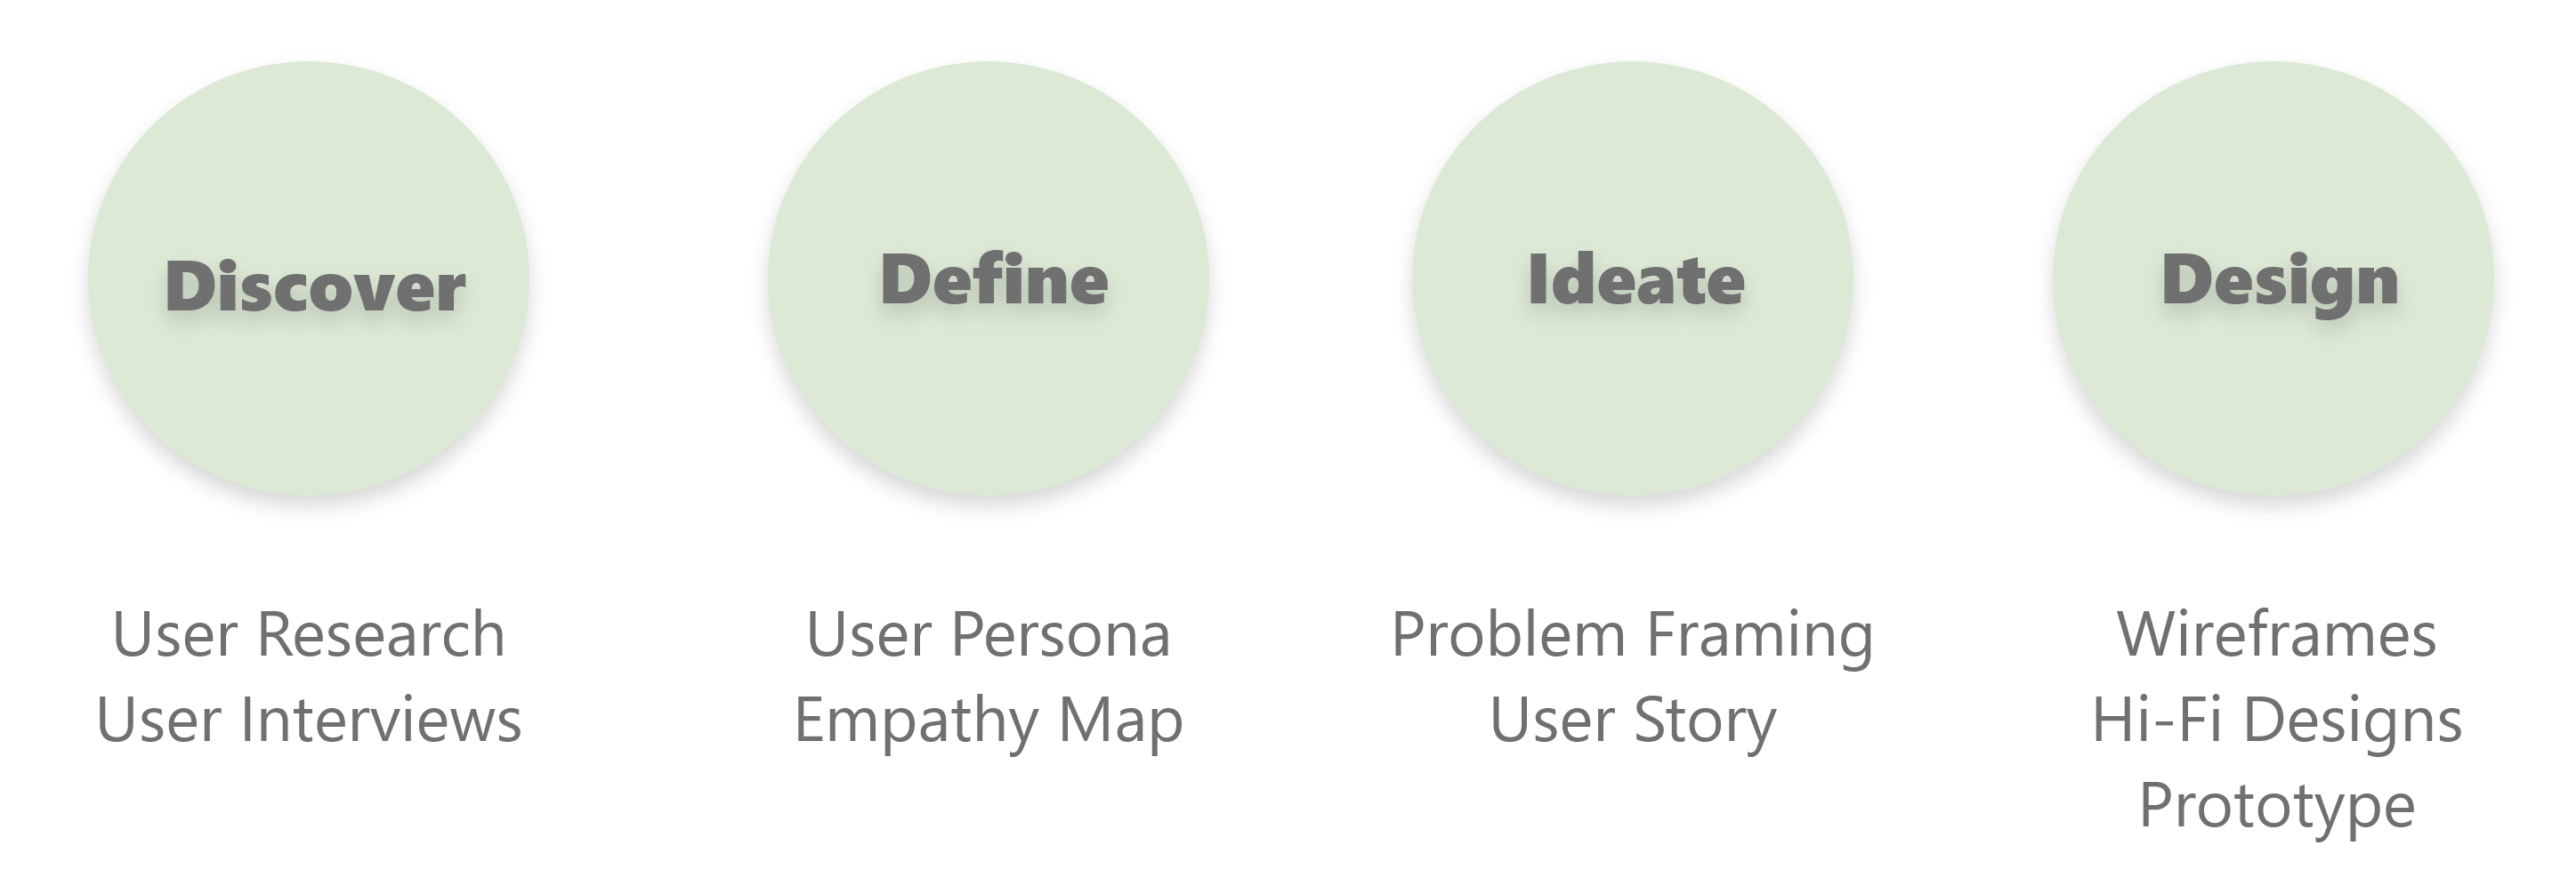 Discover
User Research
User Interviews
Define
User Persona
Empathy Map
Ideate
Problem Framing
User Story
Design
Wireframes
Hi-Fi Designs
Prototype